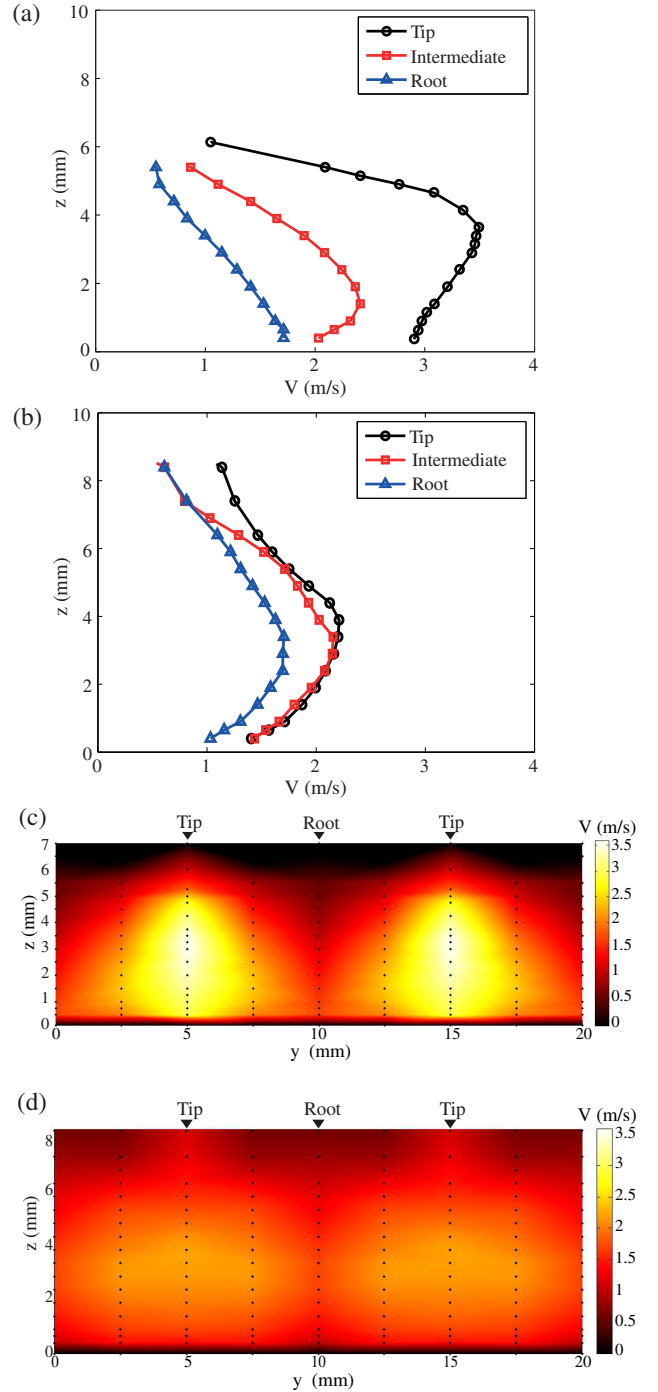 (a)
10
8
6
4
2
0
z (mm)
Tip
Intermediate
Root
0 1 2 3 4
V (m/s)
(b)
10
8
6
4
2
0
z (mm)
Tip
Intermediate
Root
0 1 2 3 4
V (m/s)
(c)
Tip Root Tip
V (m/s)
7
6
5
4
3
2
1
0
z (mm)
0 5 10 15 20
y (mm)
3.5
3
2.5
2
1.5
1
0.5
0
(d)
Tip Root Tip
V (m/s)
8
6
4
2
0
z (mm)
0 5 10 15 20
y (mm)
3.5
3
2.5
2
1.5
1
0.5
0